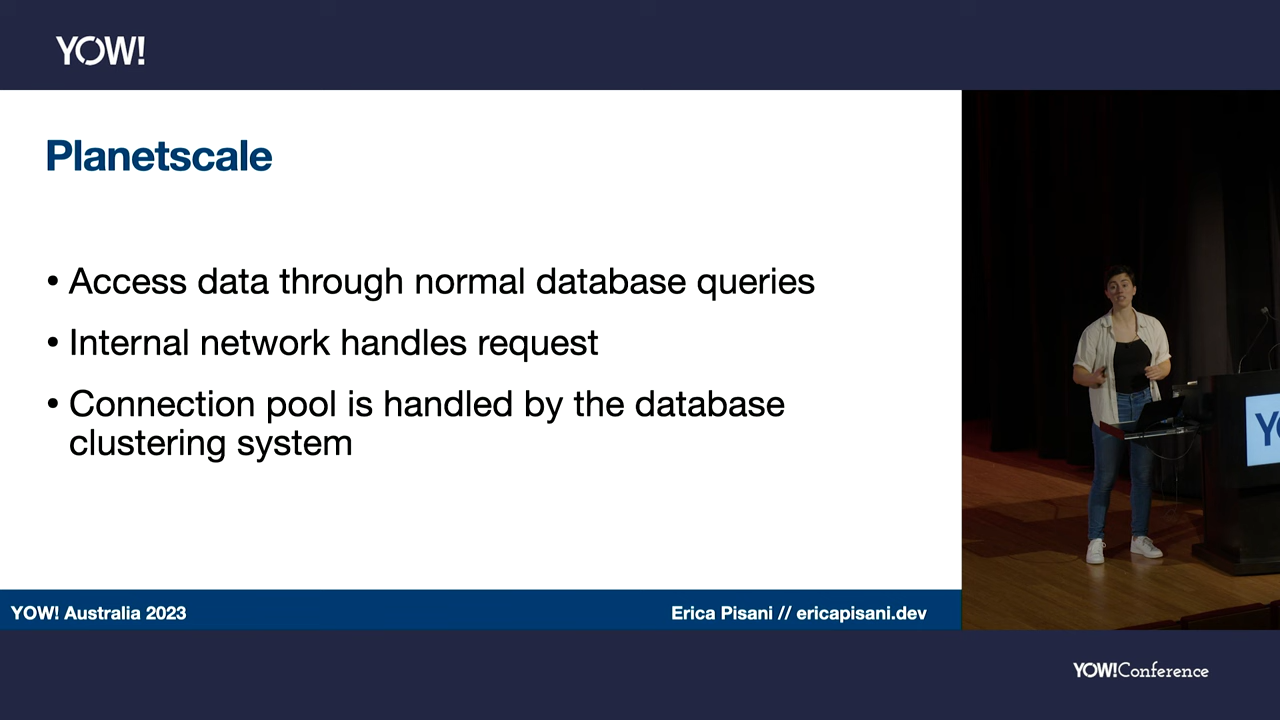 YOW!
Planetscale
• Access data through normal database queries
• Internal network handles request
• Connection pool is handled by the database
clustering system
YOW! Australia 2023
Erica Pisani // ericapisani.dev
YOW!Conference